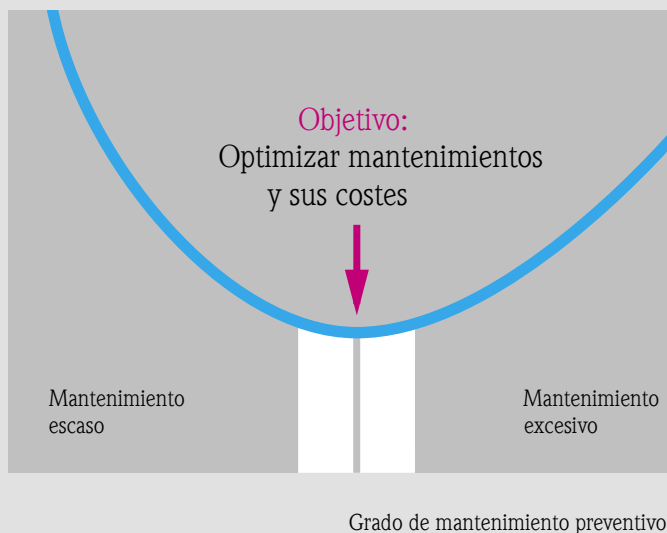 Objetivo:
Optimizar mantenimientos
y sus costes
Mantenimiento
escaso
Mantenimiento
excesivo
Grado de mantenimiento preventivo